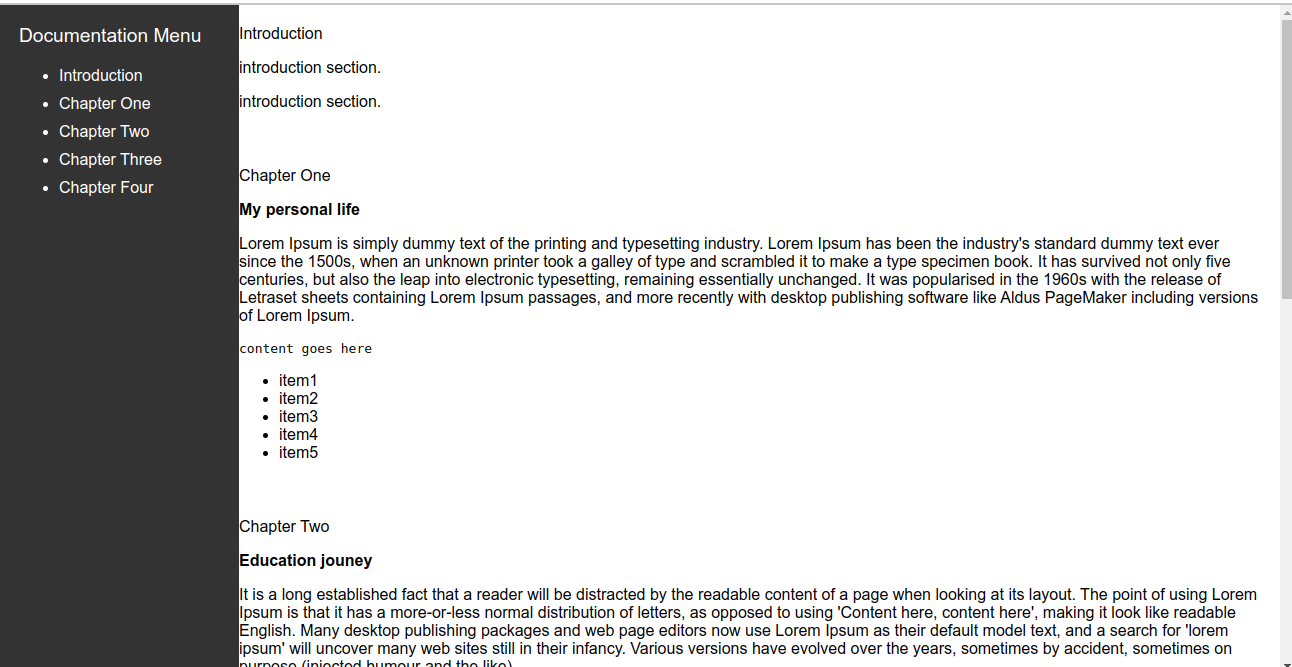 Documentation Menu
Introduction
Chapter One
Chapter Two
Chapter Three
Chapter Four
Introduction
introduction section.
introduction section.
Chapter One
My personal life
Lorem Ipsum is simply dummy text of the printing and typesetting industry. Lorem Ipsum has been the industry's standard dummy text ever
since the 1500s, when an unknown printer took a galley of type and scrambled it to make a type specimen book. It has survived not only five
centuries, but also the leap into electronic typesetting, remaining essentially unchanged. It was popularised in the 1960s with the release of
Letraset sheets containing Lorem Ipsum passages, and more recently with desktop publishing software like Aldus PageMaker including versions
of Lorem Ipsum.
content goes here
item1
item2
item3
item4
item5
Chapter Two
Education jouney
It is a long established fact that a reader will be distracted by the readable content of a page when looking at its layout. The point of using Lorem
Ipsum is that it has a more-or-less normal distribution of letters, as opposed to using 'Content here, content here', making it look like readable
English. Many desktop publishing packages and web page editors now use Lorem Ipsum as their default model text, and a search for 'lorem
ipsum' will uncover many web sites still in their infancy. Various versions have evolved over the years, sometimes by accident, sometimes on
purpose (injected humour and the like).